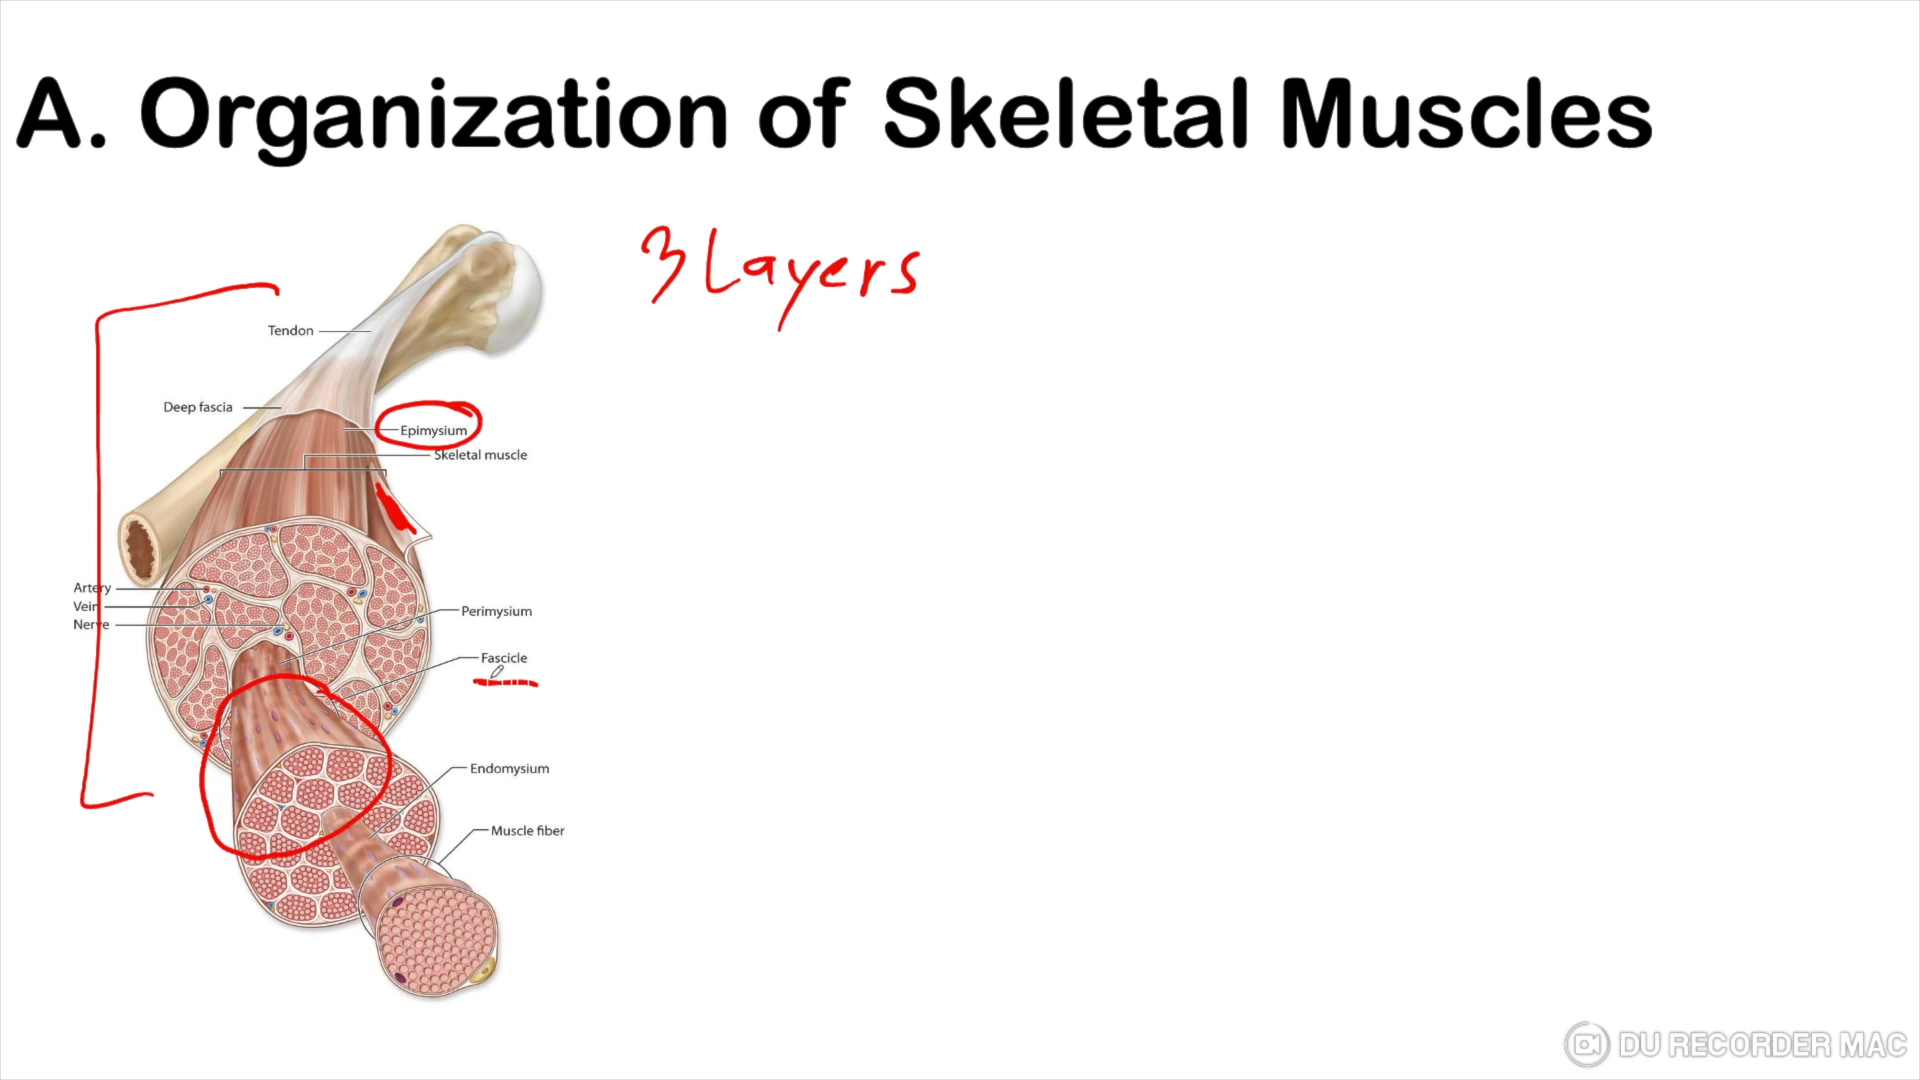 A. Organization of Skeletal Muscles
3 Layers
Tendon
Deep fascia
Epimysium
Skeletal muscle
Artery
Vein
Nerve
Perimysium
Fascicle
Endomysium
Muscle fiber
DU RECORDER MAC